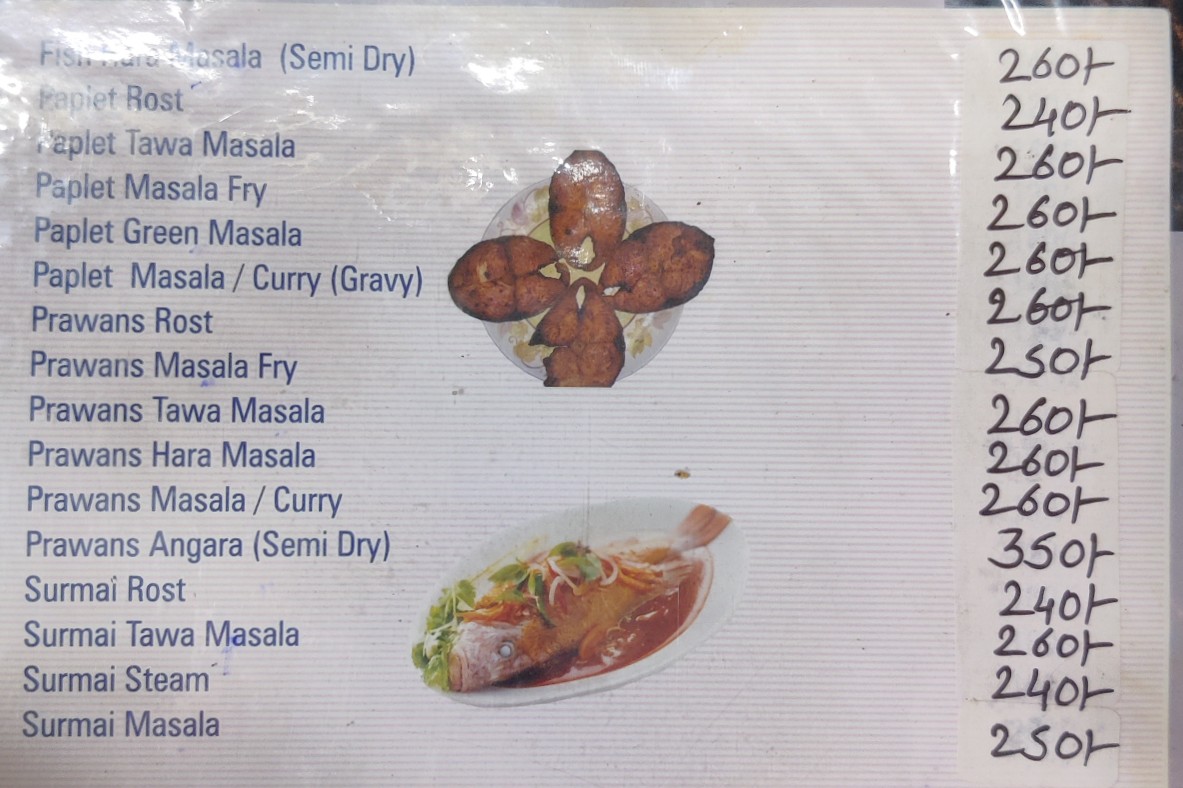 Fish Hara Masala (Semi Dry)
Paplet Rost
Paplet Tawa Masala
Paplet Masala Fry
Paplet Green Masala
Paplet Masala / Curry (Gravy)
Prawans Rost
Prawans Masala Fry
Prawans Tawa Masala
Prawans Hara Masala
Prawans Masala / Curry
Prawans Angara (Semi Dry)
Surmai Rost
Surmai Tawa Masala
Surmai Steam
Surmai Masala
260/-
240/-
260/-
260/-
260/-
260/-
250/-
260/-
260/-
260/-
350/-
240/-
260/-
240/-
250/-